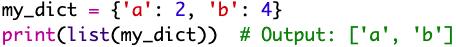 my_dict = {'a': 2, 'b': 4}
print(list(my_dict))  # Output: ['a', 'b']